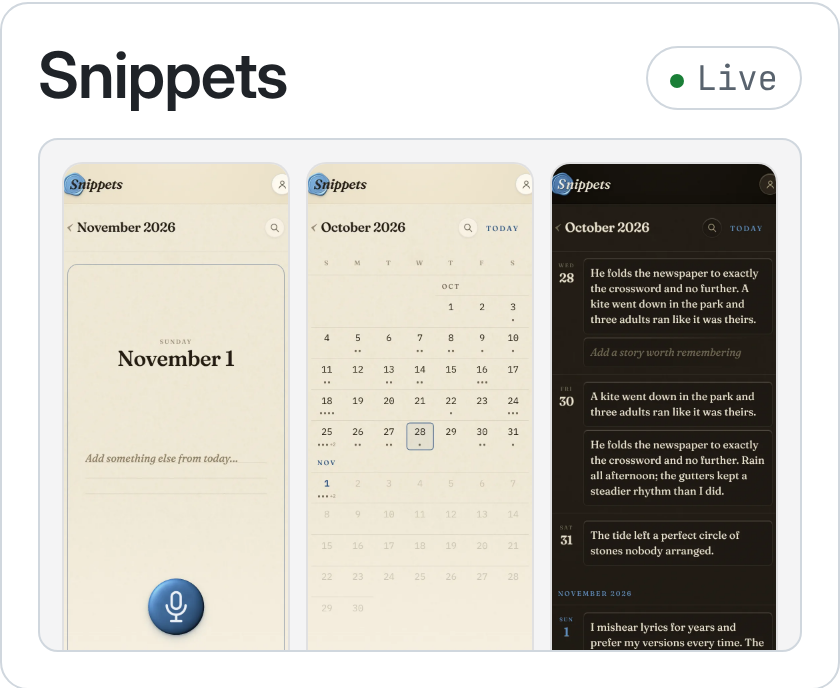 Snippets
Live
Snippets
November 2026
SUNDAY
November 1
Add something else from today...
Snippets
October 2026
TODAY
S M T W T F S
OCT
1 2 3
4 5 6 7 8 9 10
11 12 13 14 15 16 17
18 19 20 21 22 23 24
25 26 27 28 29 30 31
+2
NOV
1 2 3 4 5 6 7
+2
8 9 10 11 12 13 14
15 16 17 18 19 20 21
22 23 24 25 26 27 28
29 30
Snippets
October 2026
TODAY
WED
28
He folds the newspaper to exactly
the crossword and no further. A
kite went down in the park and
three adults ran like it was theirs.
Add a story worth remembering
FRI
30
A kite went down in the park and
three adults ran like it was theirs.
He folds the newspaper to exactly
the crossword and no further. Rain
all afternoon; the gutters kept a
steadier rhythm than I did.
SAT
31
The tide left a perfect circle of
stones nobody arranged.
NOVEMBER 2026
SUN
1
I mishear lyrics for years and
prefer my versions every time. The